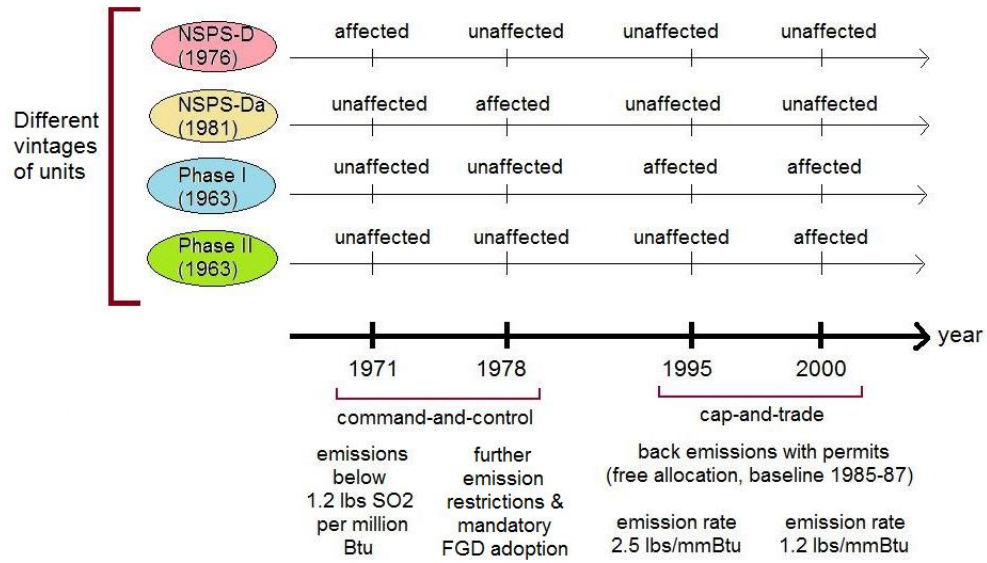 NSPS-D
(1976)
affected unaffected unaffected unaffected
NSPS-Da
(1981)
unaffected affected unaffected unaffected
Different
vintages
of units
Phase I
(1963)
unaffected unaffected affected affected
Phase II
(1963)
unaffected unaffected unaffected affected
year
1971 1978 1995 2000
command-and-control
cap-and-trade
emissions
below
1.2 lbs SO2
per million
Btu
further
emission
restrictions &
mandatory
FGD adoption
back emissions with permits
(free allocation, baseline 1985-87)
emission rate
2.5 lbs/mmBtu
emission rate
1.2 lbs/mmBtu